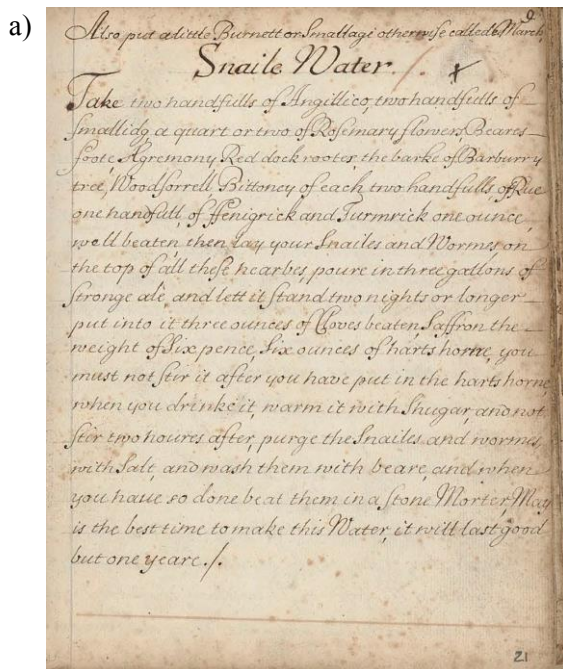 a)
Also put a little Burnett or Smallagi otherwise called March
Snaile Water. /.
Take two handfulls of Angillico, two handfulls of
smallidg, a quart or two of Rosemary flowers, Beares
foote, Agremony, Red dock rootes, the barke of Barburry
tree, Woodsorrell, Bittoney of each two handfulls of Rue
one handfull, of ffenigrick and Turmrick one ounce,
well beaten, then lay your Snailes and Wormes on
the top of all these hearbes, poure in three gallons of
stronge ale, and lett it stand two nights or longer
put into it three ounces of Cloves beaten, Saffron the
weight of Six pence, Six ounces of harts horne, you
must not stir it after you have put in the harts horne,
when you drinke it, warm it with Shugar, and not
stir two houres after, purge the Snailes and wormes
with Salt, and wash them with beare, and when
you have so done beat them in a stone Morter, May
is the best time to make this Water, it will last good
but one yeare. /.
21